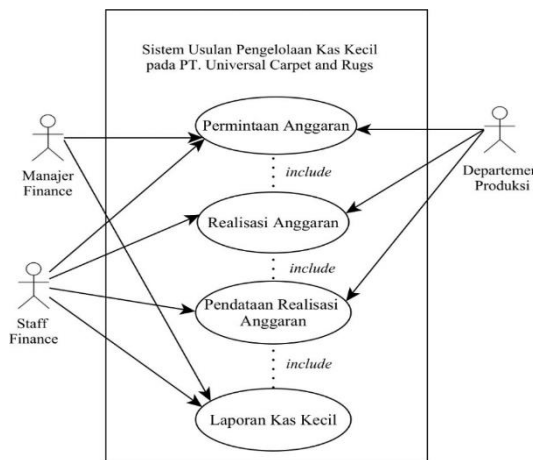 Sistem Usulan Pengelolaan Kas Kecil
pada PT. Universal Carpet and Rugs
Permintaan Anggaran
include
Manajer
Finance
Departemen
Produksi
Realisasi Anggaran
include
Staff
Finance
Pendataan Realisasi
Anggaran
include
Laporan Kas Kecil